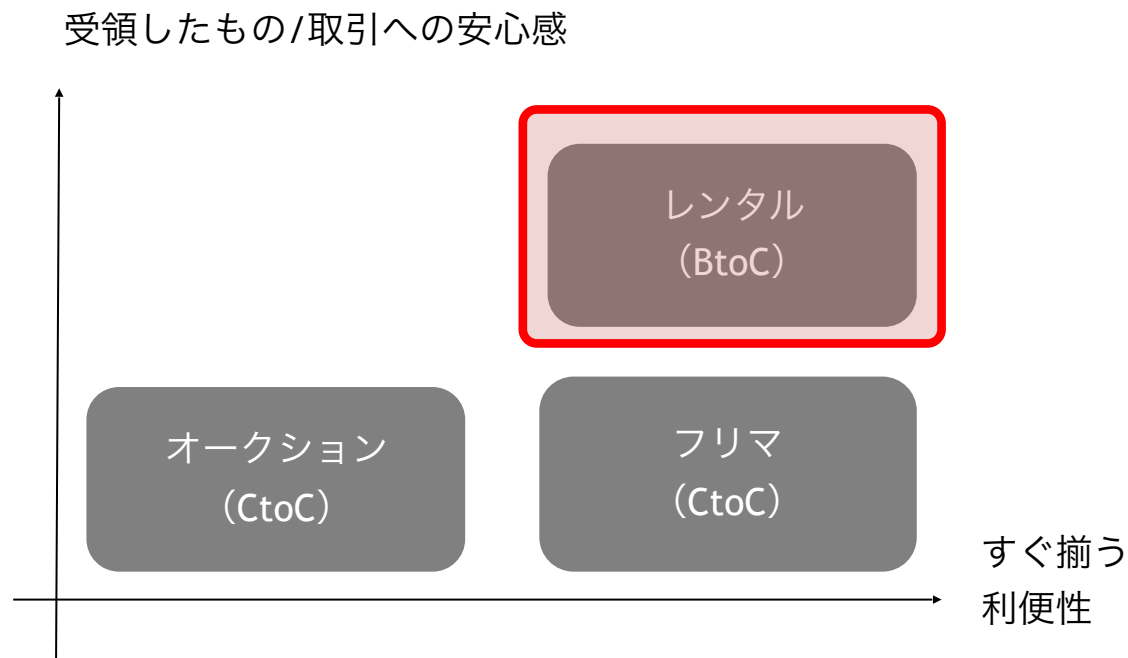 受領したもの/取引への安心感
レンタル
（BtoC）
オークション
（CtoC）
フリマ
（CtoC）
すぐ揃う
利便性